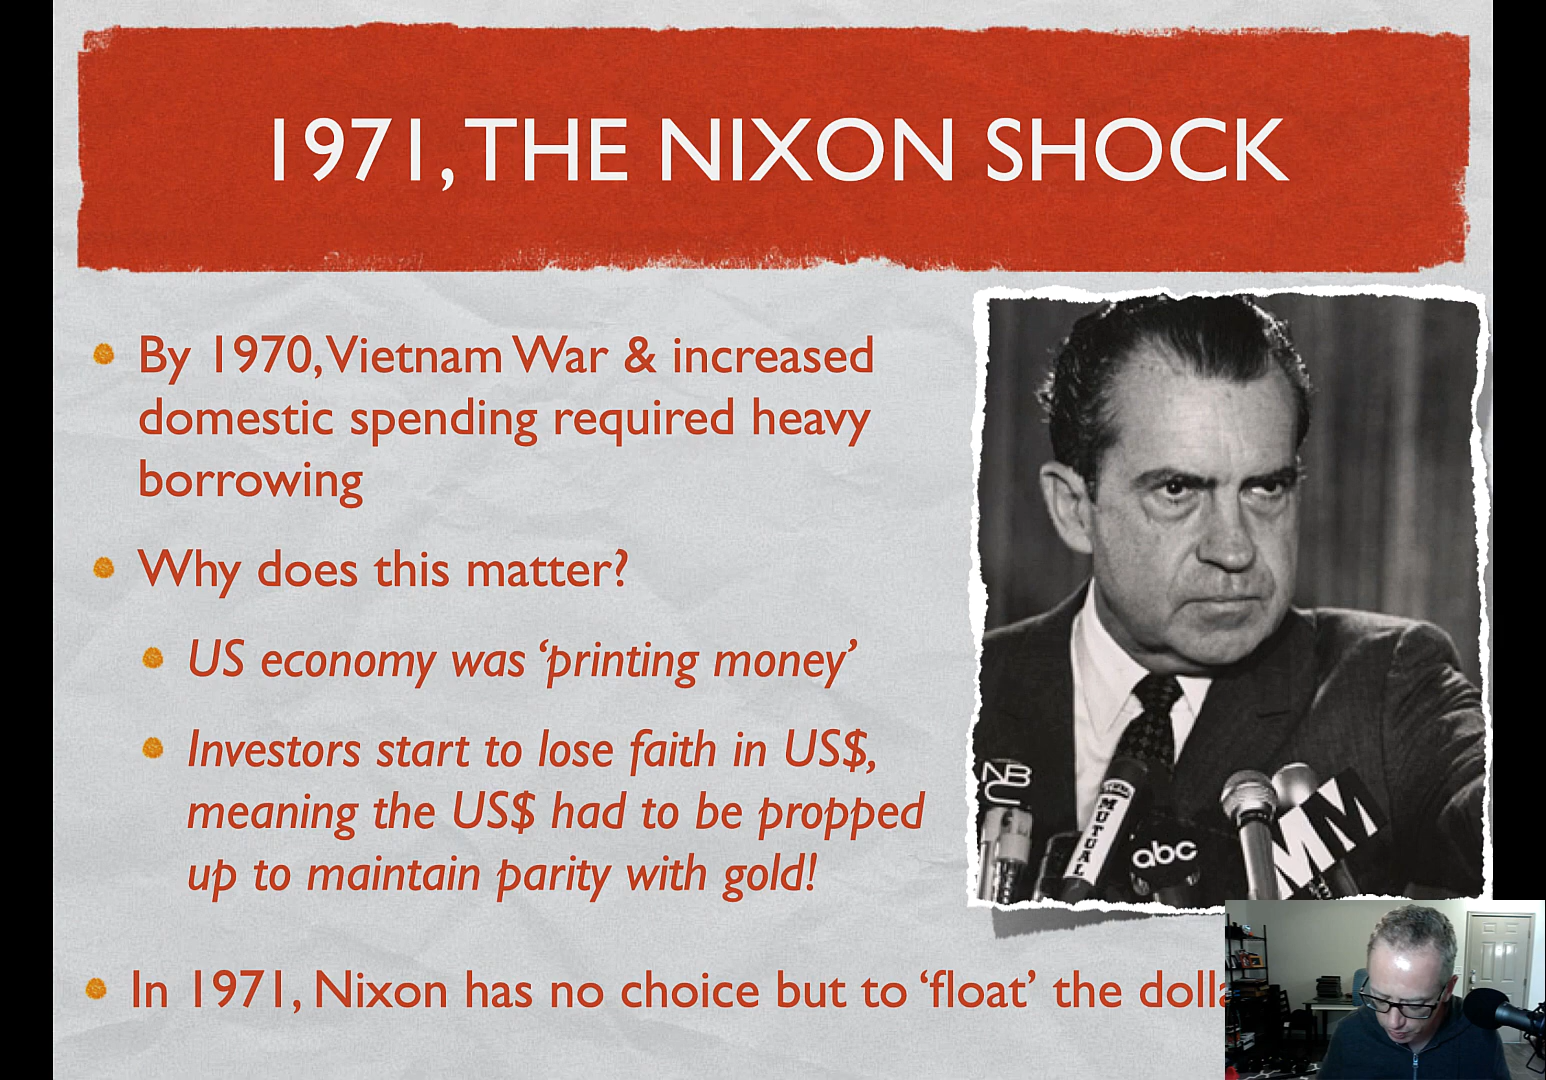 1971, THE NIXON SHOCK
By 1970, Vietnam War & increased
domestic spending required heavy
borrowing
Why does this matter?
US economy was ‘printing money’
Investors start to lose faith in US$,
meaning the US$ had to be propped
up to maintain parity with gold!
In 1971, Nixon has no choice but to ‘float’ the
NB
C
MUTUAL
abc
MM